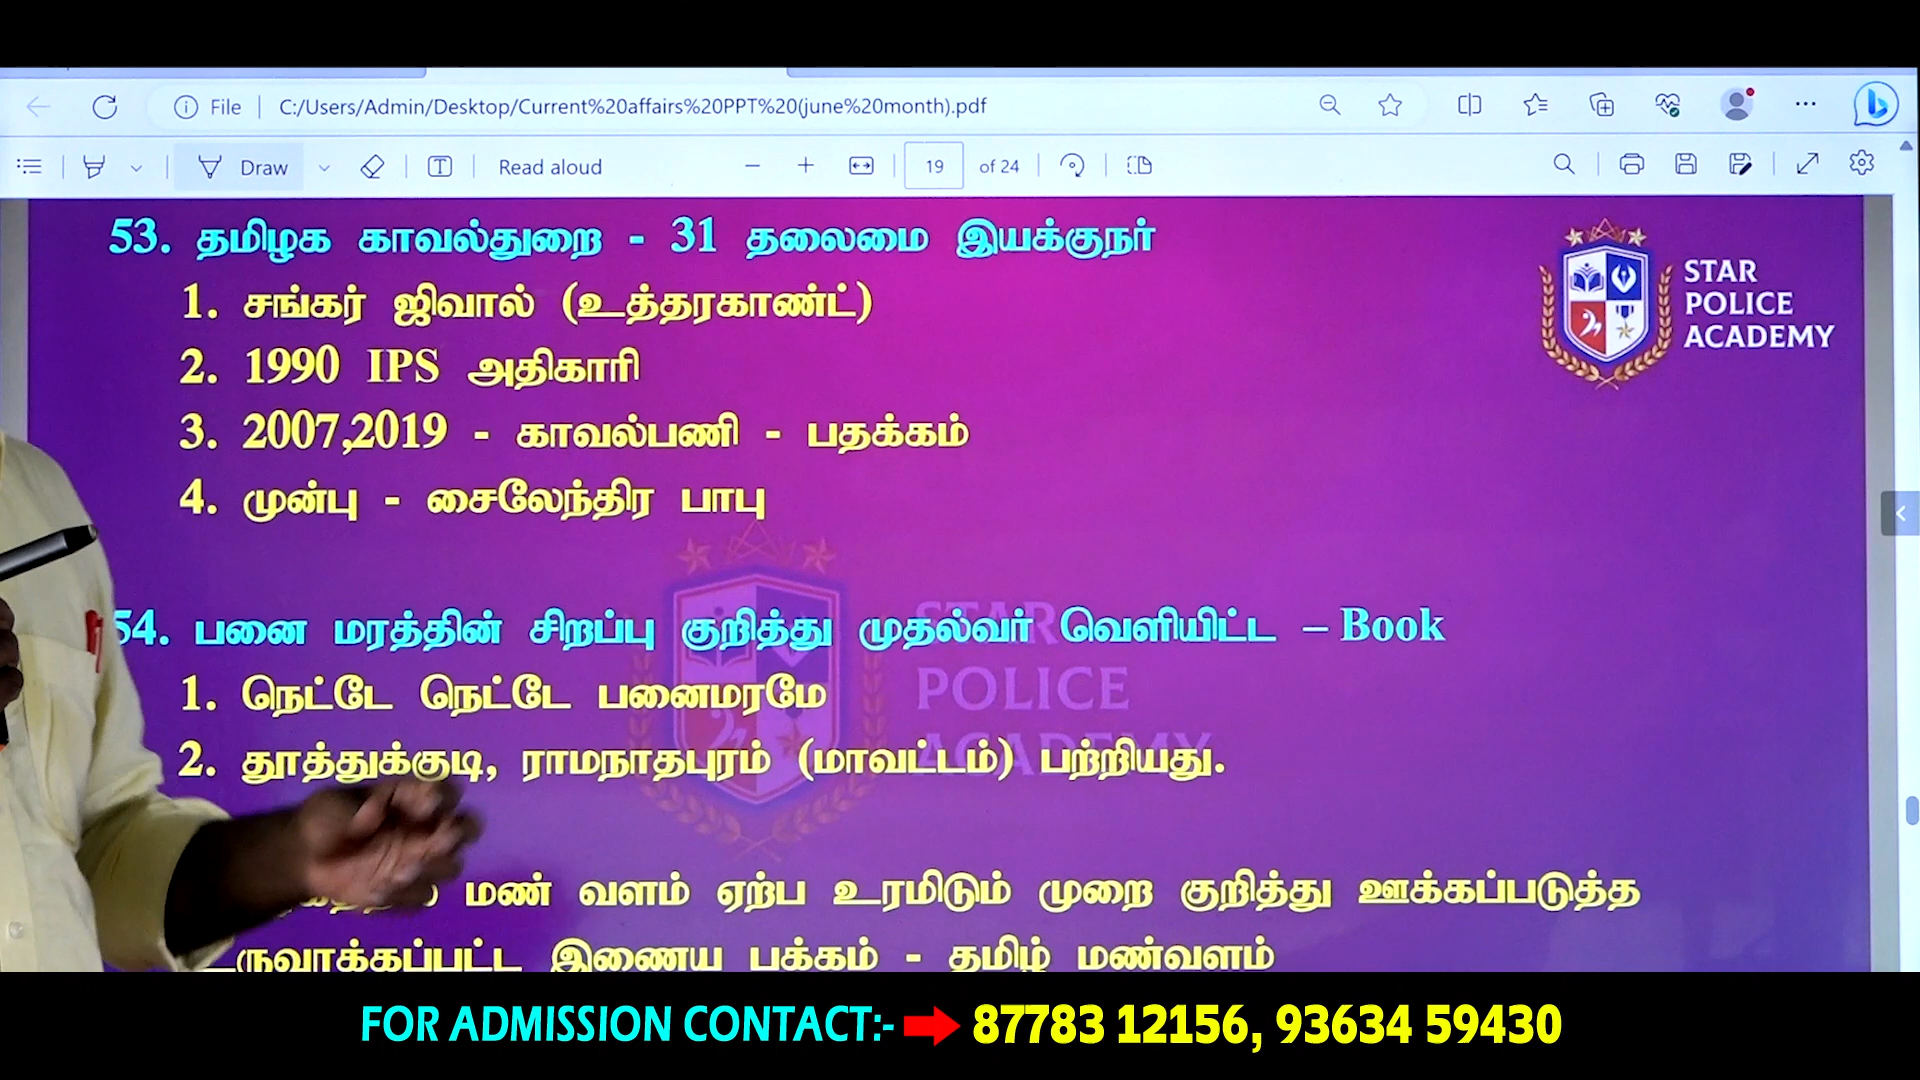 File C:/Users/Admin/Desktop/Current%20affairs%20PPT%20(june%20month).pdf
Draw Read aloud 19 of 24
53. தமிழக காவல்துறை - 31 தலைமை இயக்குநர்
1. சங்கர் ஜிவால் (உத்தரகாண்ட்)
2. 1990 IPS அதிகாரி
3. 2007,2019 - காவல்பணி - பதக்கம்
4. முன்பு - சைலேந்திர பாபு
STAR
POLICE
ACADEMY
54. பனை மரத்தின் சிறப்பு குறித்து முதல்வர் வெளியிட்ட – Book
1. நெட்டே நெட்டே பனைமரமே
2. தூத்துக்குடி, ராமநாதபுரம் (மாவட்டம்) பற்றியது.
STAR
POLICE
ACADEMY
மண் வளம் ஏற்ப உரமிடும் முறை குறித்து ஊக்கப்படுத்த
இணைய பக்கம் - தமிழ் மண்வளம்
FOR ADMISSION CONTACT:- 87783 12156, 93634 59430